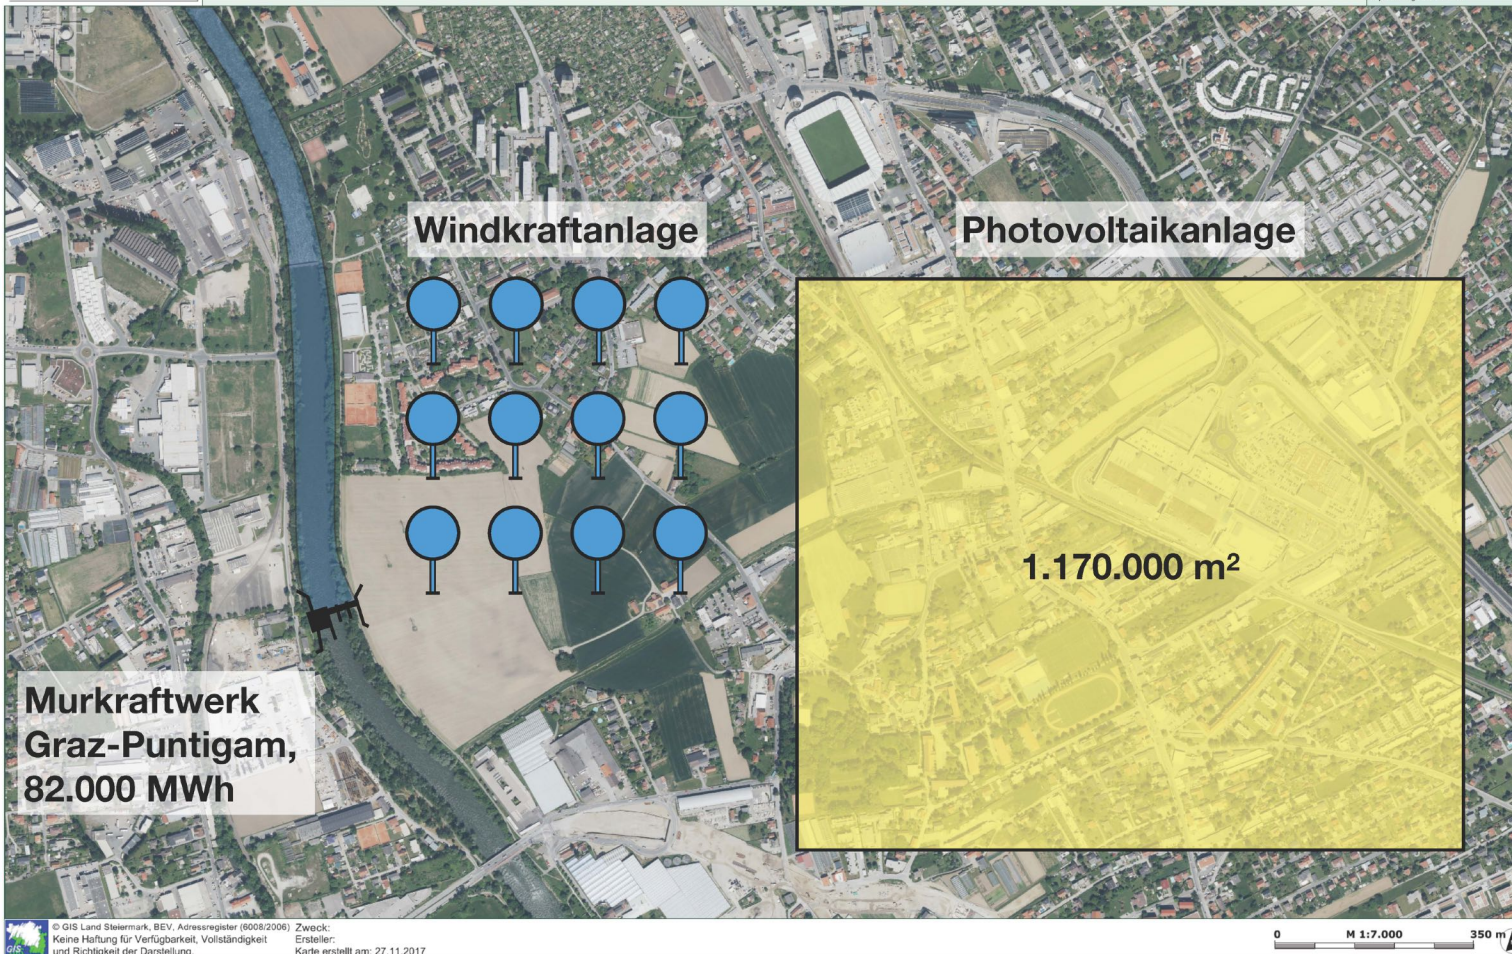 Windkraftanlage
Photovoltaikanlage
1.170.000 m²
Murkraftwerk
Graz-Puntigam,
82.000 MWh
GIS
© GIS Land Steiermark, BEV, Adressregister (6008/2006)
Keine Haftung für Verfügbarkeit, Vollständigkeit
und Richtigkeit der Darstellung.
Zweck:
Ersteller:
Karte erstellt am: 27.11.2017
0 M 1:7.000 350 m